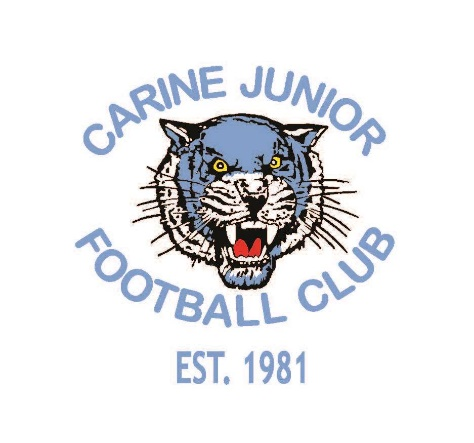 CARINE JUNIOR
FOOTBALL CLUB
EST. 1981